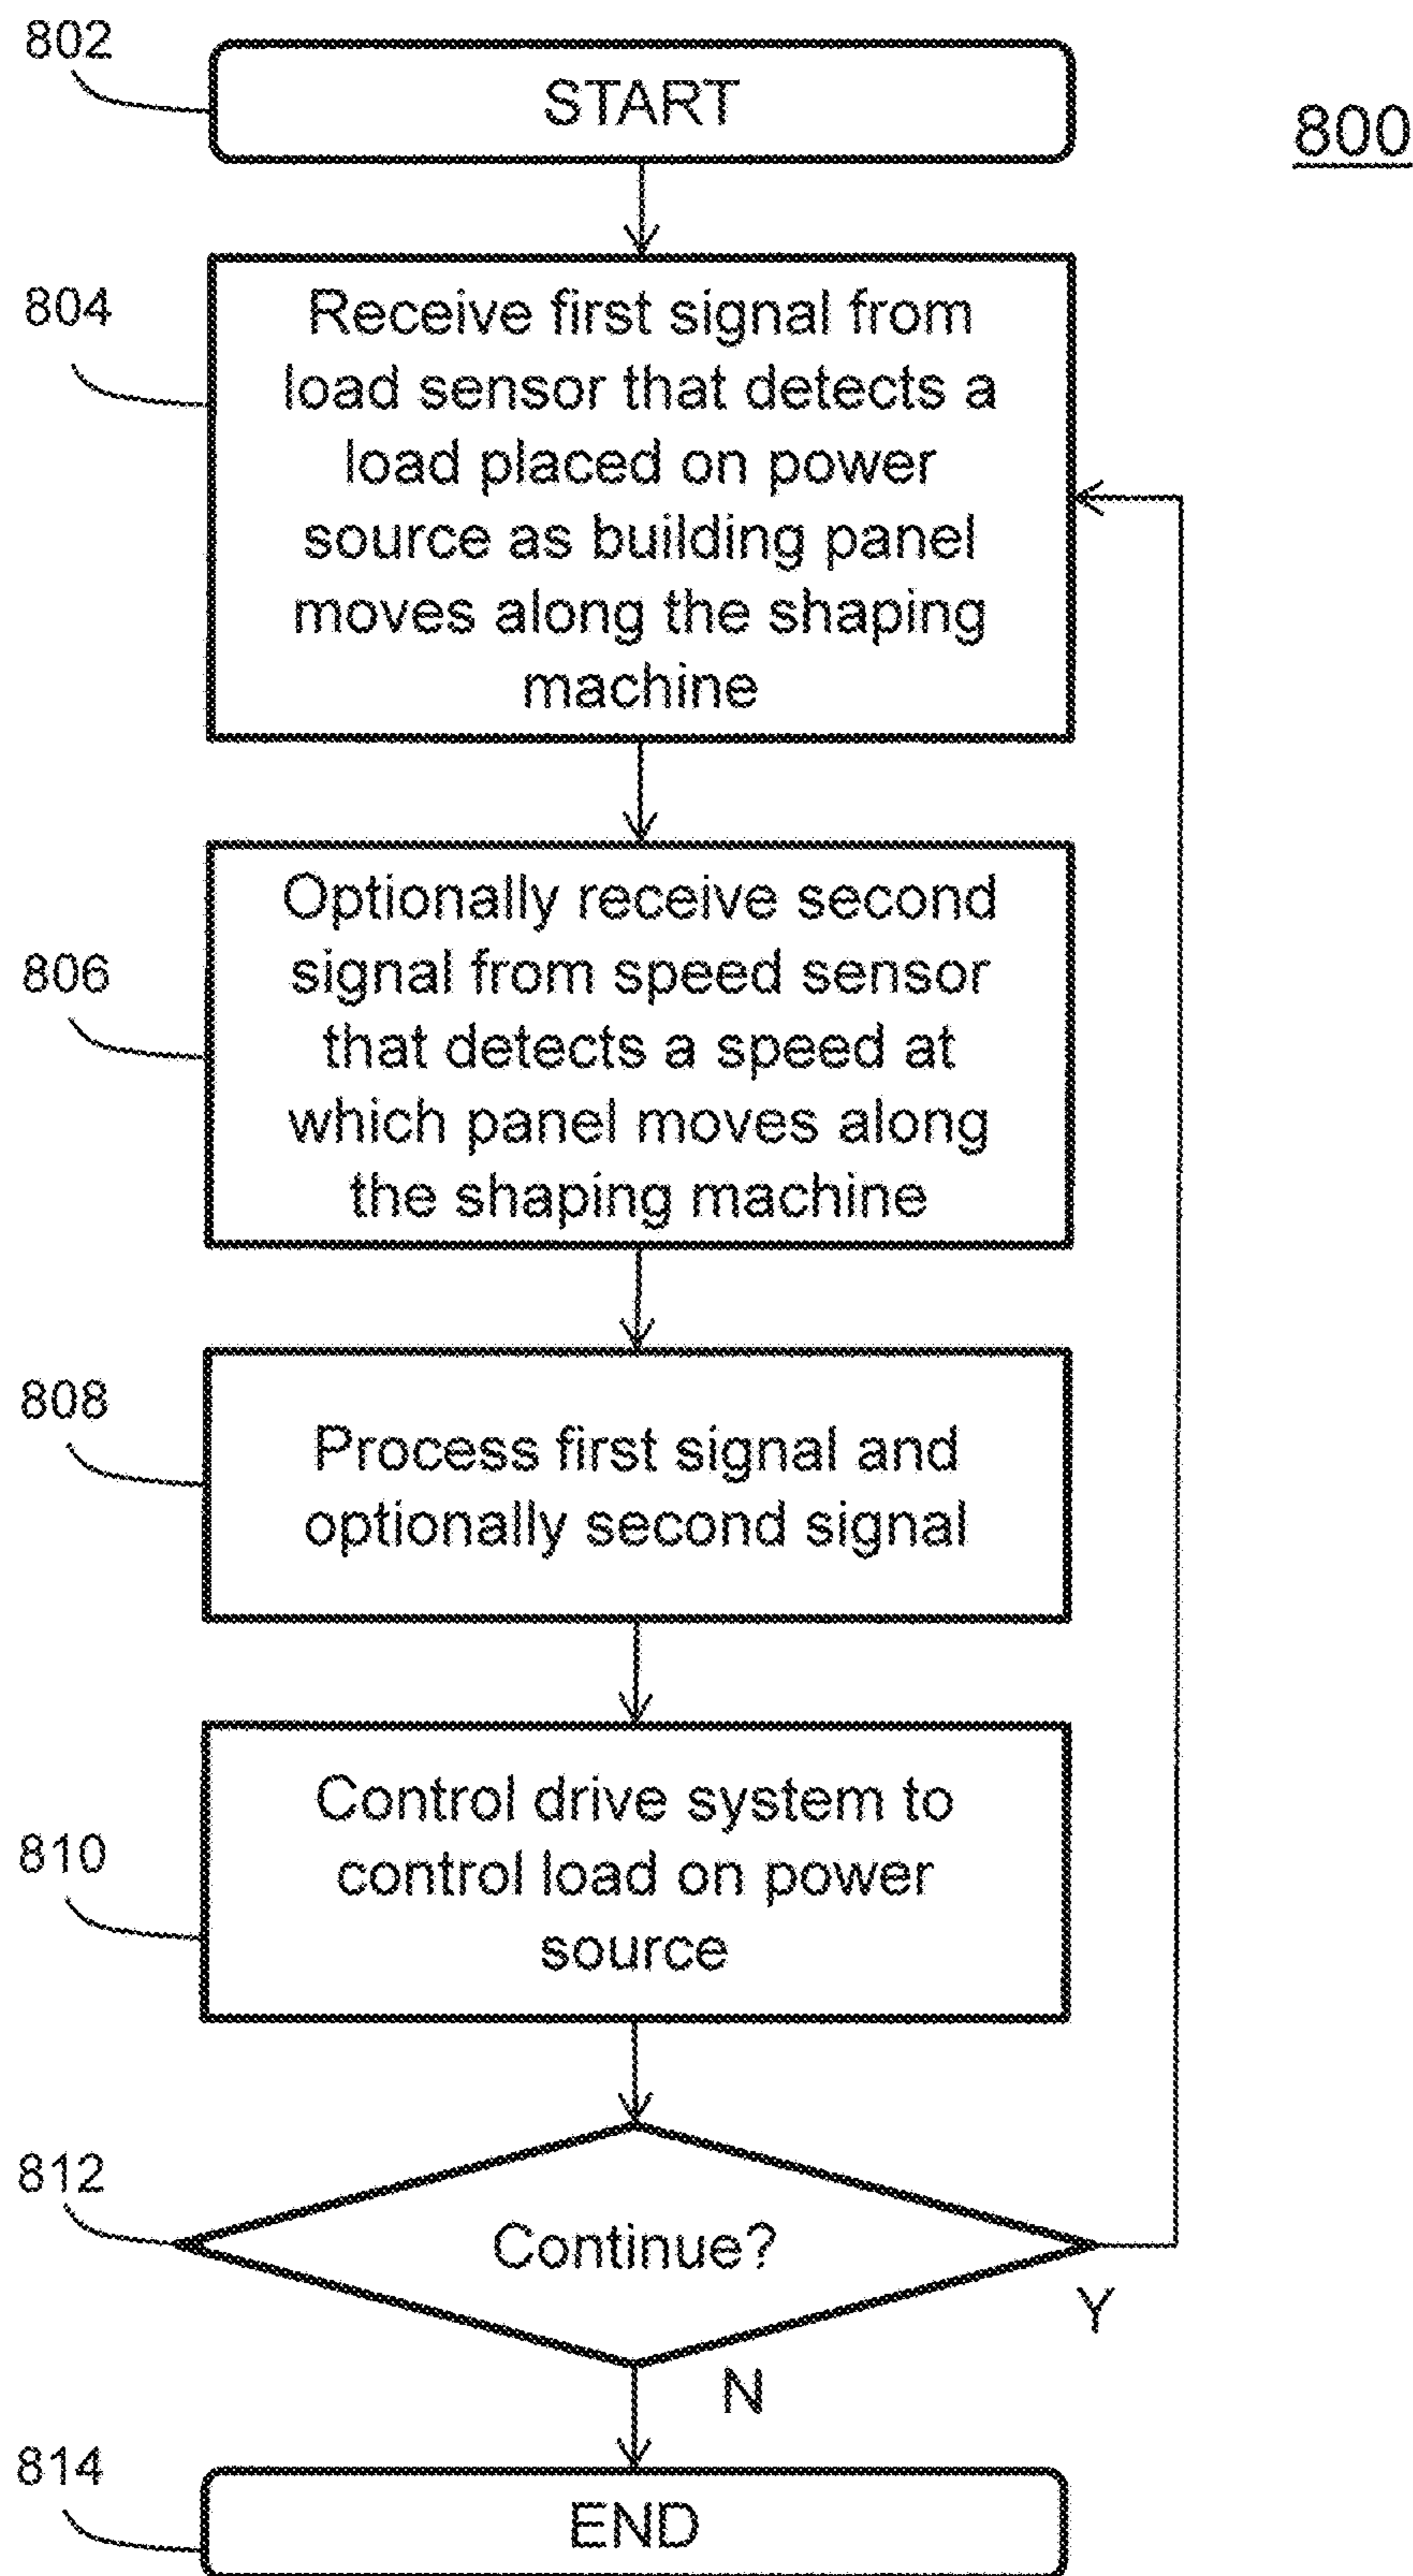 802
START
800
804
Receive first signal from
load sensor that detects a
load placed on power
source as building panel
moves along the shaping
machine
806
Optionally receive second
signal from speed sensor
that detects a speed at
which panel moves along
the shaping machine
808
Process first signal and
optionally second signal
810
Control drive system to
control load on power
source
812
Continue?
Y
N
814
END